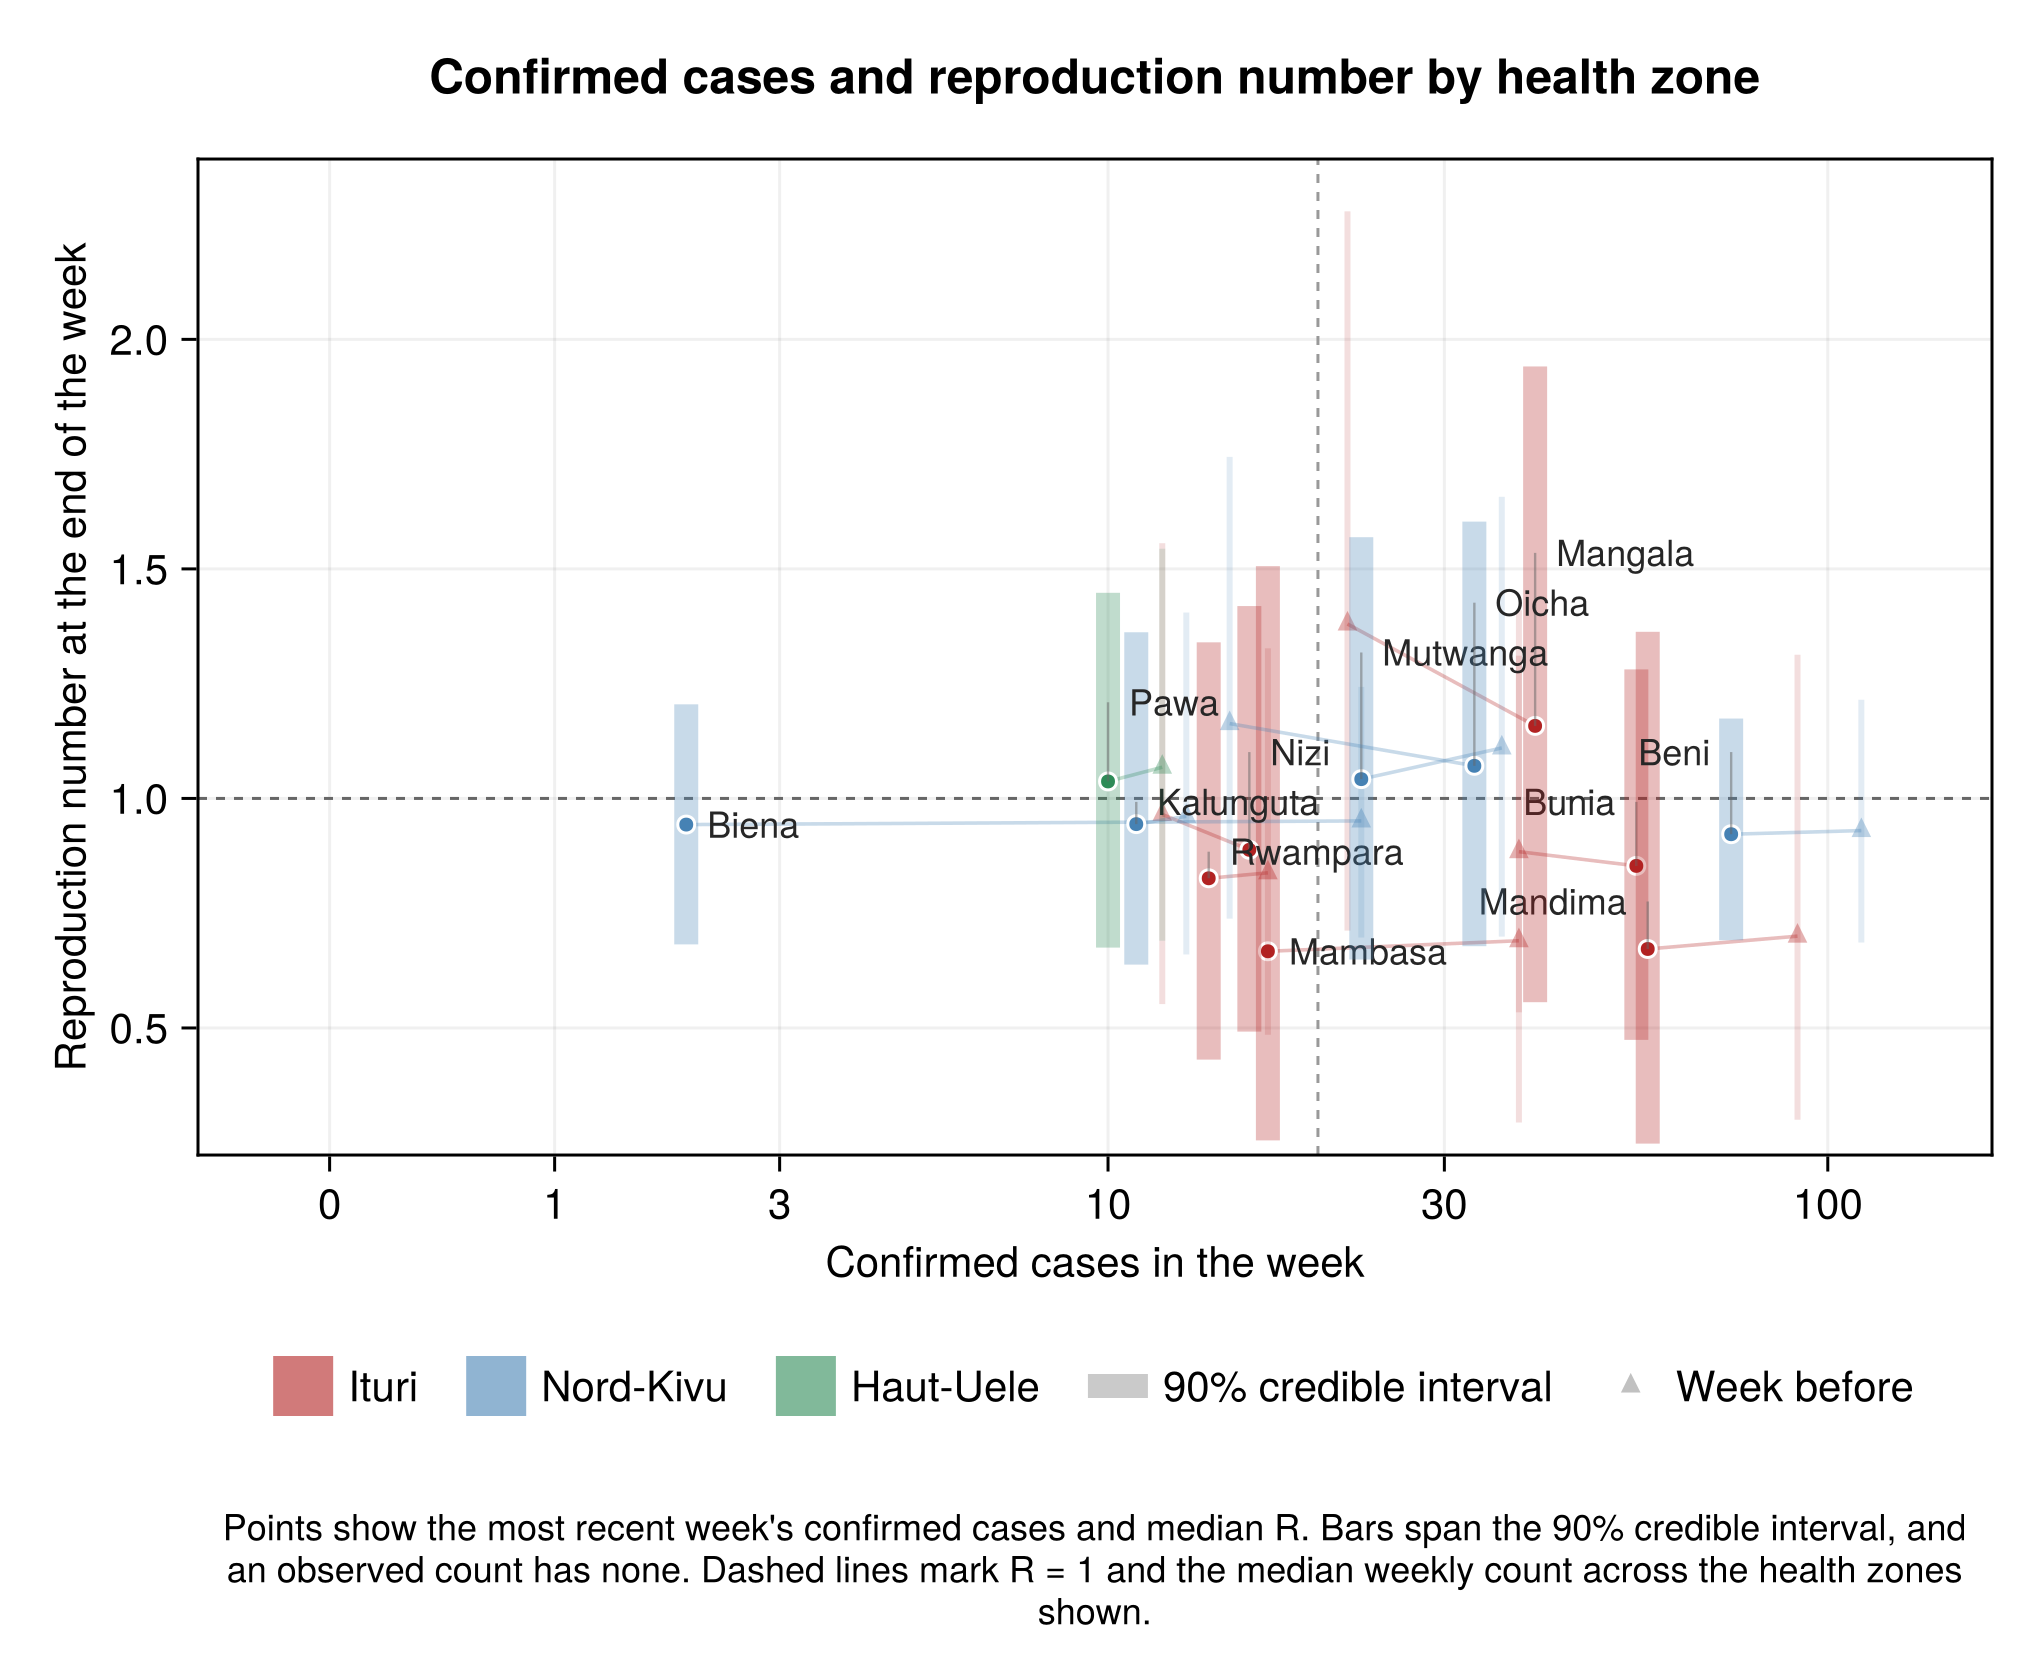 Confirmed cases and reproduction number by health zone
Reproduction number at the end of the week
2.0
1.5
1.0
0.5
Mangala
Oicha
Mutwanga
Pawa
Nizi
Beni
Kalunguta
Bunia
Biena
Rwampara
Mandima
Mambasa
0
1
3
10
30
100
Confirmed cases in the week
Ituri
Nord-Kivu
Haut-Uele
90% credible interval
Week before
Points show the most recent week's confirmed cases and median R. Bars span the 90% credible interval, and
an observed count has none. Dashed lines mark R = 1 and the median weekly count across the health zones
shown.